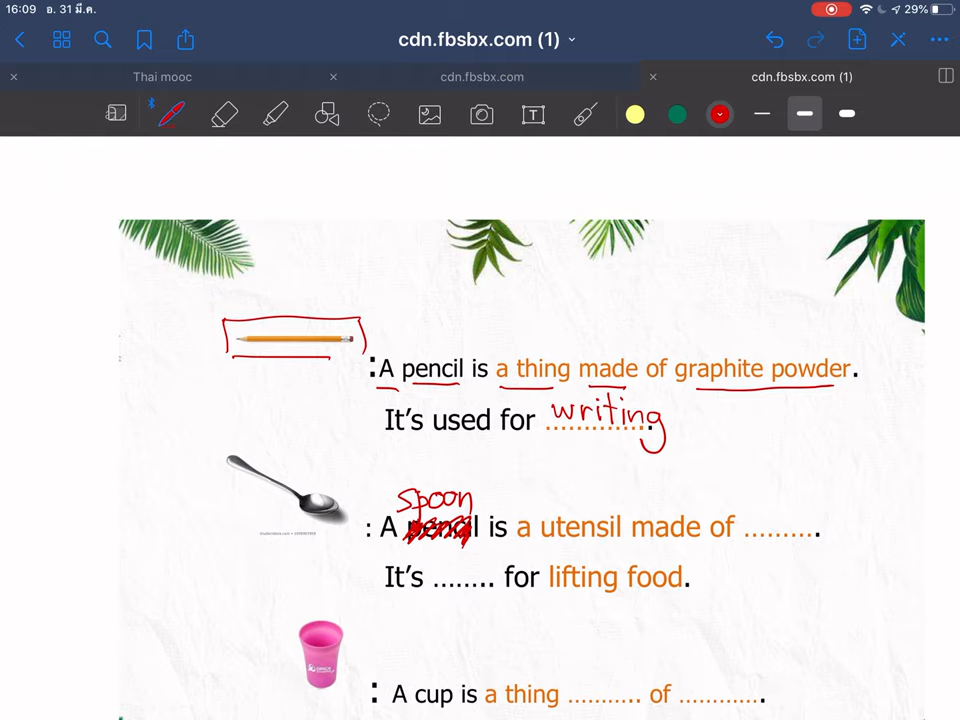 16:09 อ. 31 มี.ค. 29%
cdn.fbsbx.com (1)
Thai mooc cdn.fbsbx.com cdn.fbsbx.com (1)
:A pencil is a thing made of graphite powder.
It's used for writing..............
spoon
: A pencil is a utensil made of ..........
It's …….. for lifting food.
: A cup is a thing ……….. of …………..